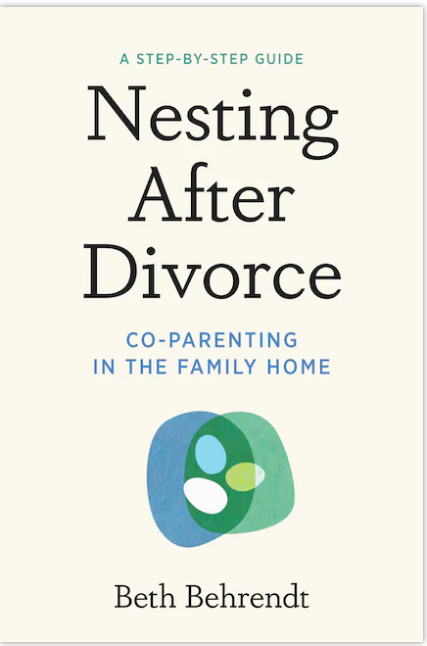 A STEP-BY-STEP GUIDE
Nesting
After
Divorce
CO-PARENTING
IN THE FAMILY HOME
Beth Behrendt